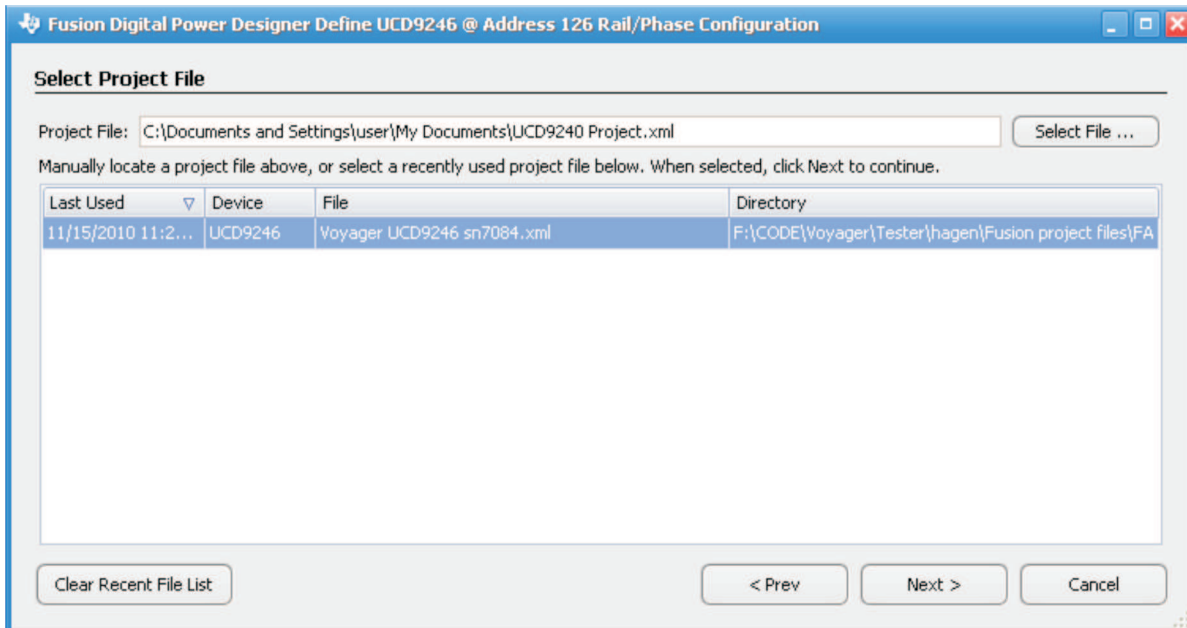 Fusion Digital Power Designer Define UCD9246 @ Address 126 Rail/Phase Configuration
Select Project File
Project File: C:\Documents and Settings\user\My Documents\UCD9240 Project.xml Select File ...
Manually locate a project file above, or select a recently used project file below. When selected, click Next to continue.
Last Used Device File Directory
11/15/2010 11:2... UCD9246 Voyager UCD9246 sn7084.xml F:\CODE\Voyager\Tester\hagen\Fusion project files\FA
Clear Recent File List < Prev Next > Cancel